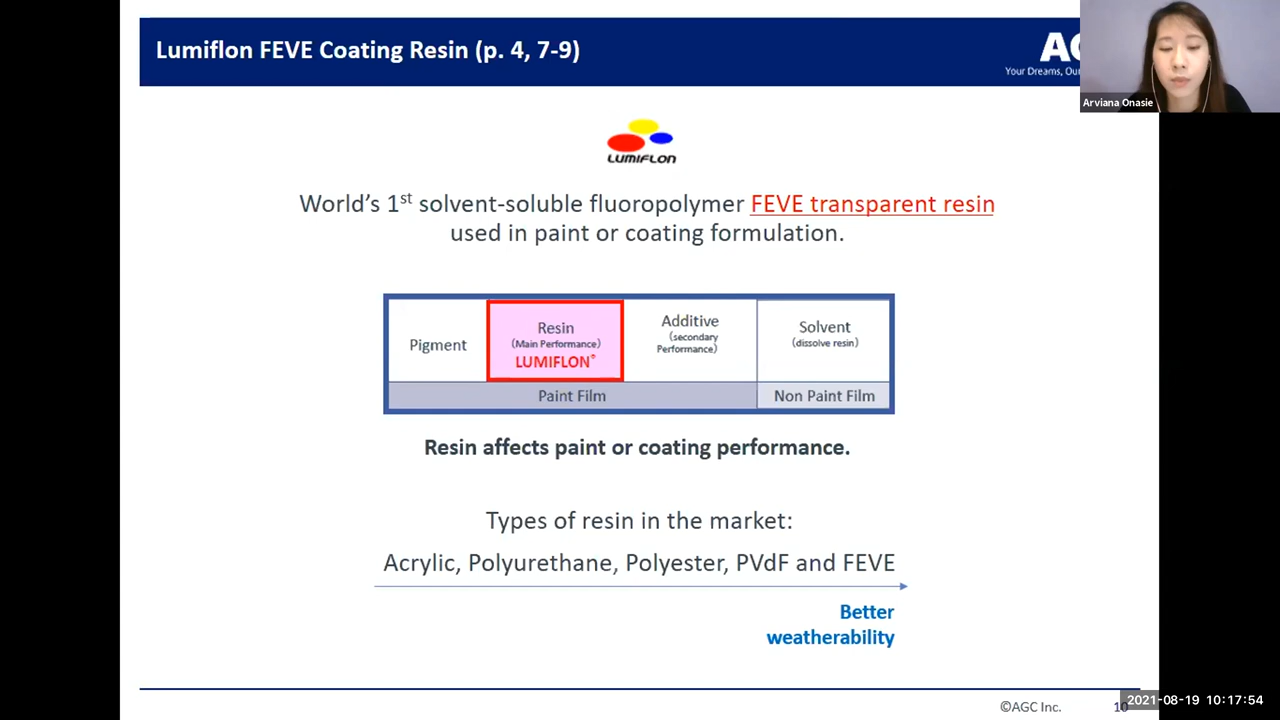 Lumiflon FEVE Coating Resin (p. 4, 7-9)
Your Dreams, Our
Arviana Onasie
LUMIFLON
World's 1st solvent-soluble fluoropolymer FEVE transparent resin
used in paint or coating formulation.
Pigment
Resin
(Main Performance)
LUMIFLON®
Additive
(secondary
Performance)
Solvent
(dissolve resin)
Paint Film
Non Paint Film
Resin affects paint or coating performance.
Types of resin in the market:
Acrylic, Polyurethane, Polyester, PVdF and FEVE
Better
weatherability
©AGC Inc.
10
2021-08-19 10:17:54